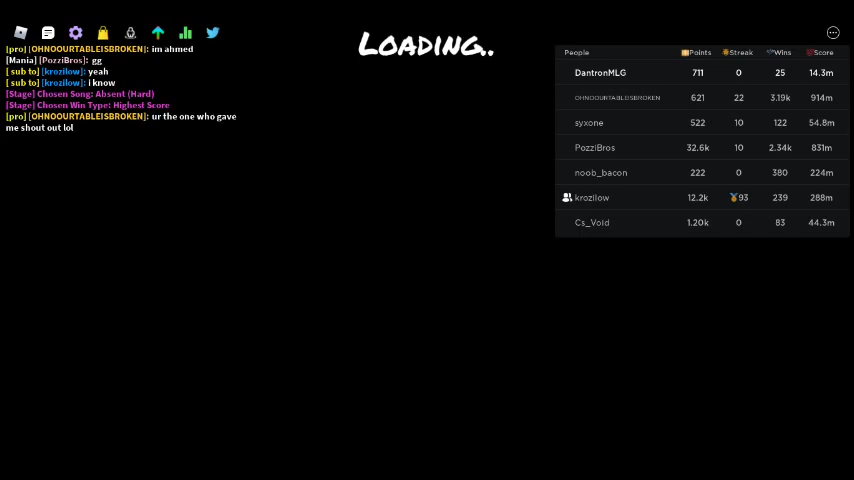 Loading..
[pro] [OHNOOURTABLEISBROKEN]: im ahmed
[Mania] [PozziBros]: gg
[ sub to] [krozilow]: yeah
[ sub to] [krozilow]: i know
[Stage] Chosen Song: Absent (Hard)
[Stage] Chosen Win Type: Highest Score
[pro] [OHNOOURTABLEISBROKEN]: ur the one who gave
me shout out lol
People Points Streak Wins Score
DantronMLG 711 0 25 14.3m
OHNOOURTABLEISBROKEN 621 22 3.19k 914m
syxone 522 10 122 54.8m
PozziBros 32.6k 10 2.34k 831m
noob_bacon 222 0 380 224m
krozilow 12.2k 93 239 288m
Cs_Void 1.20k 0 83 44.3m